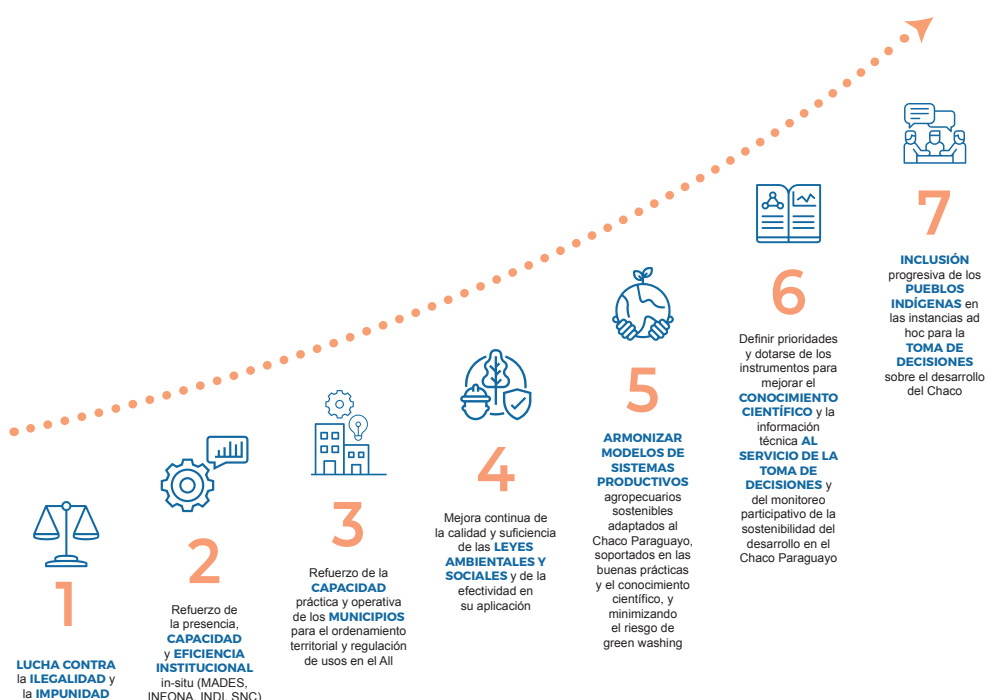 1
LUCHA CONTRA
la ILEGALIDAD y
la IMPUNIDAD
2
Refuerzo de
la presencia,
CAPACIDAD
y EFICIENCIA
INSTITUCIONAL
in-situ (MADES,
INFONA, INDI, SNC)
3
Refuerzo de la
CAPACIDAD
práctica y operativa
de los MUNICIPIOS
para el ordenamiento
territorial y regulación
de usos en el AII
4
Mejora continua de
la calidad y suficiencia
de las LEYES
AMBIENTALES Y
SOCIALES y de la
efectividad en
su aplicación
5
ARMONIZAR
MODELOS DE
SISTEMAS
PRODUCTIVOS
agropecuarios
sostenibles
adaptados al
Chaco Paraguayo,
soportados en las
buenas prácticas
y el conocimiento
científico, y
minimizando
el riesgo de
green washing
6
Definir prioridades
y dotarse de los
instrumentos para
mejorar el
CONOCIMIENTO
CIENTÍFICO y la
información
técnica AL
SERVICIO DE LA
TOMA DE
DECISIONES y
del monitoreo
participativo de la
sostenibilidad del
desarrollo en el
Chaco Paraguayo
7
INCLUSIÓN
progresiva de los
PUEBLOS
INDÍGENAS en
las instancias ad
hoc para la
TOMA DE
DECISIONES
sobre el desarrollo
del Chaco